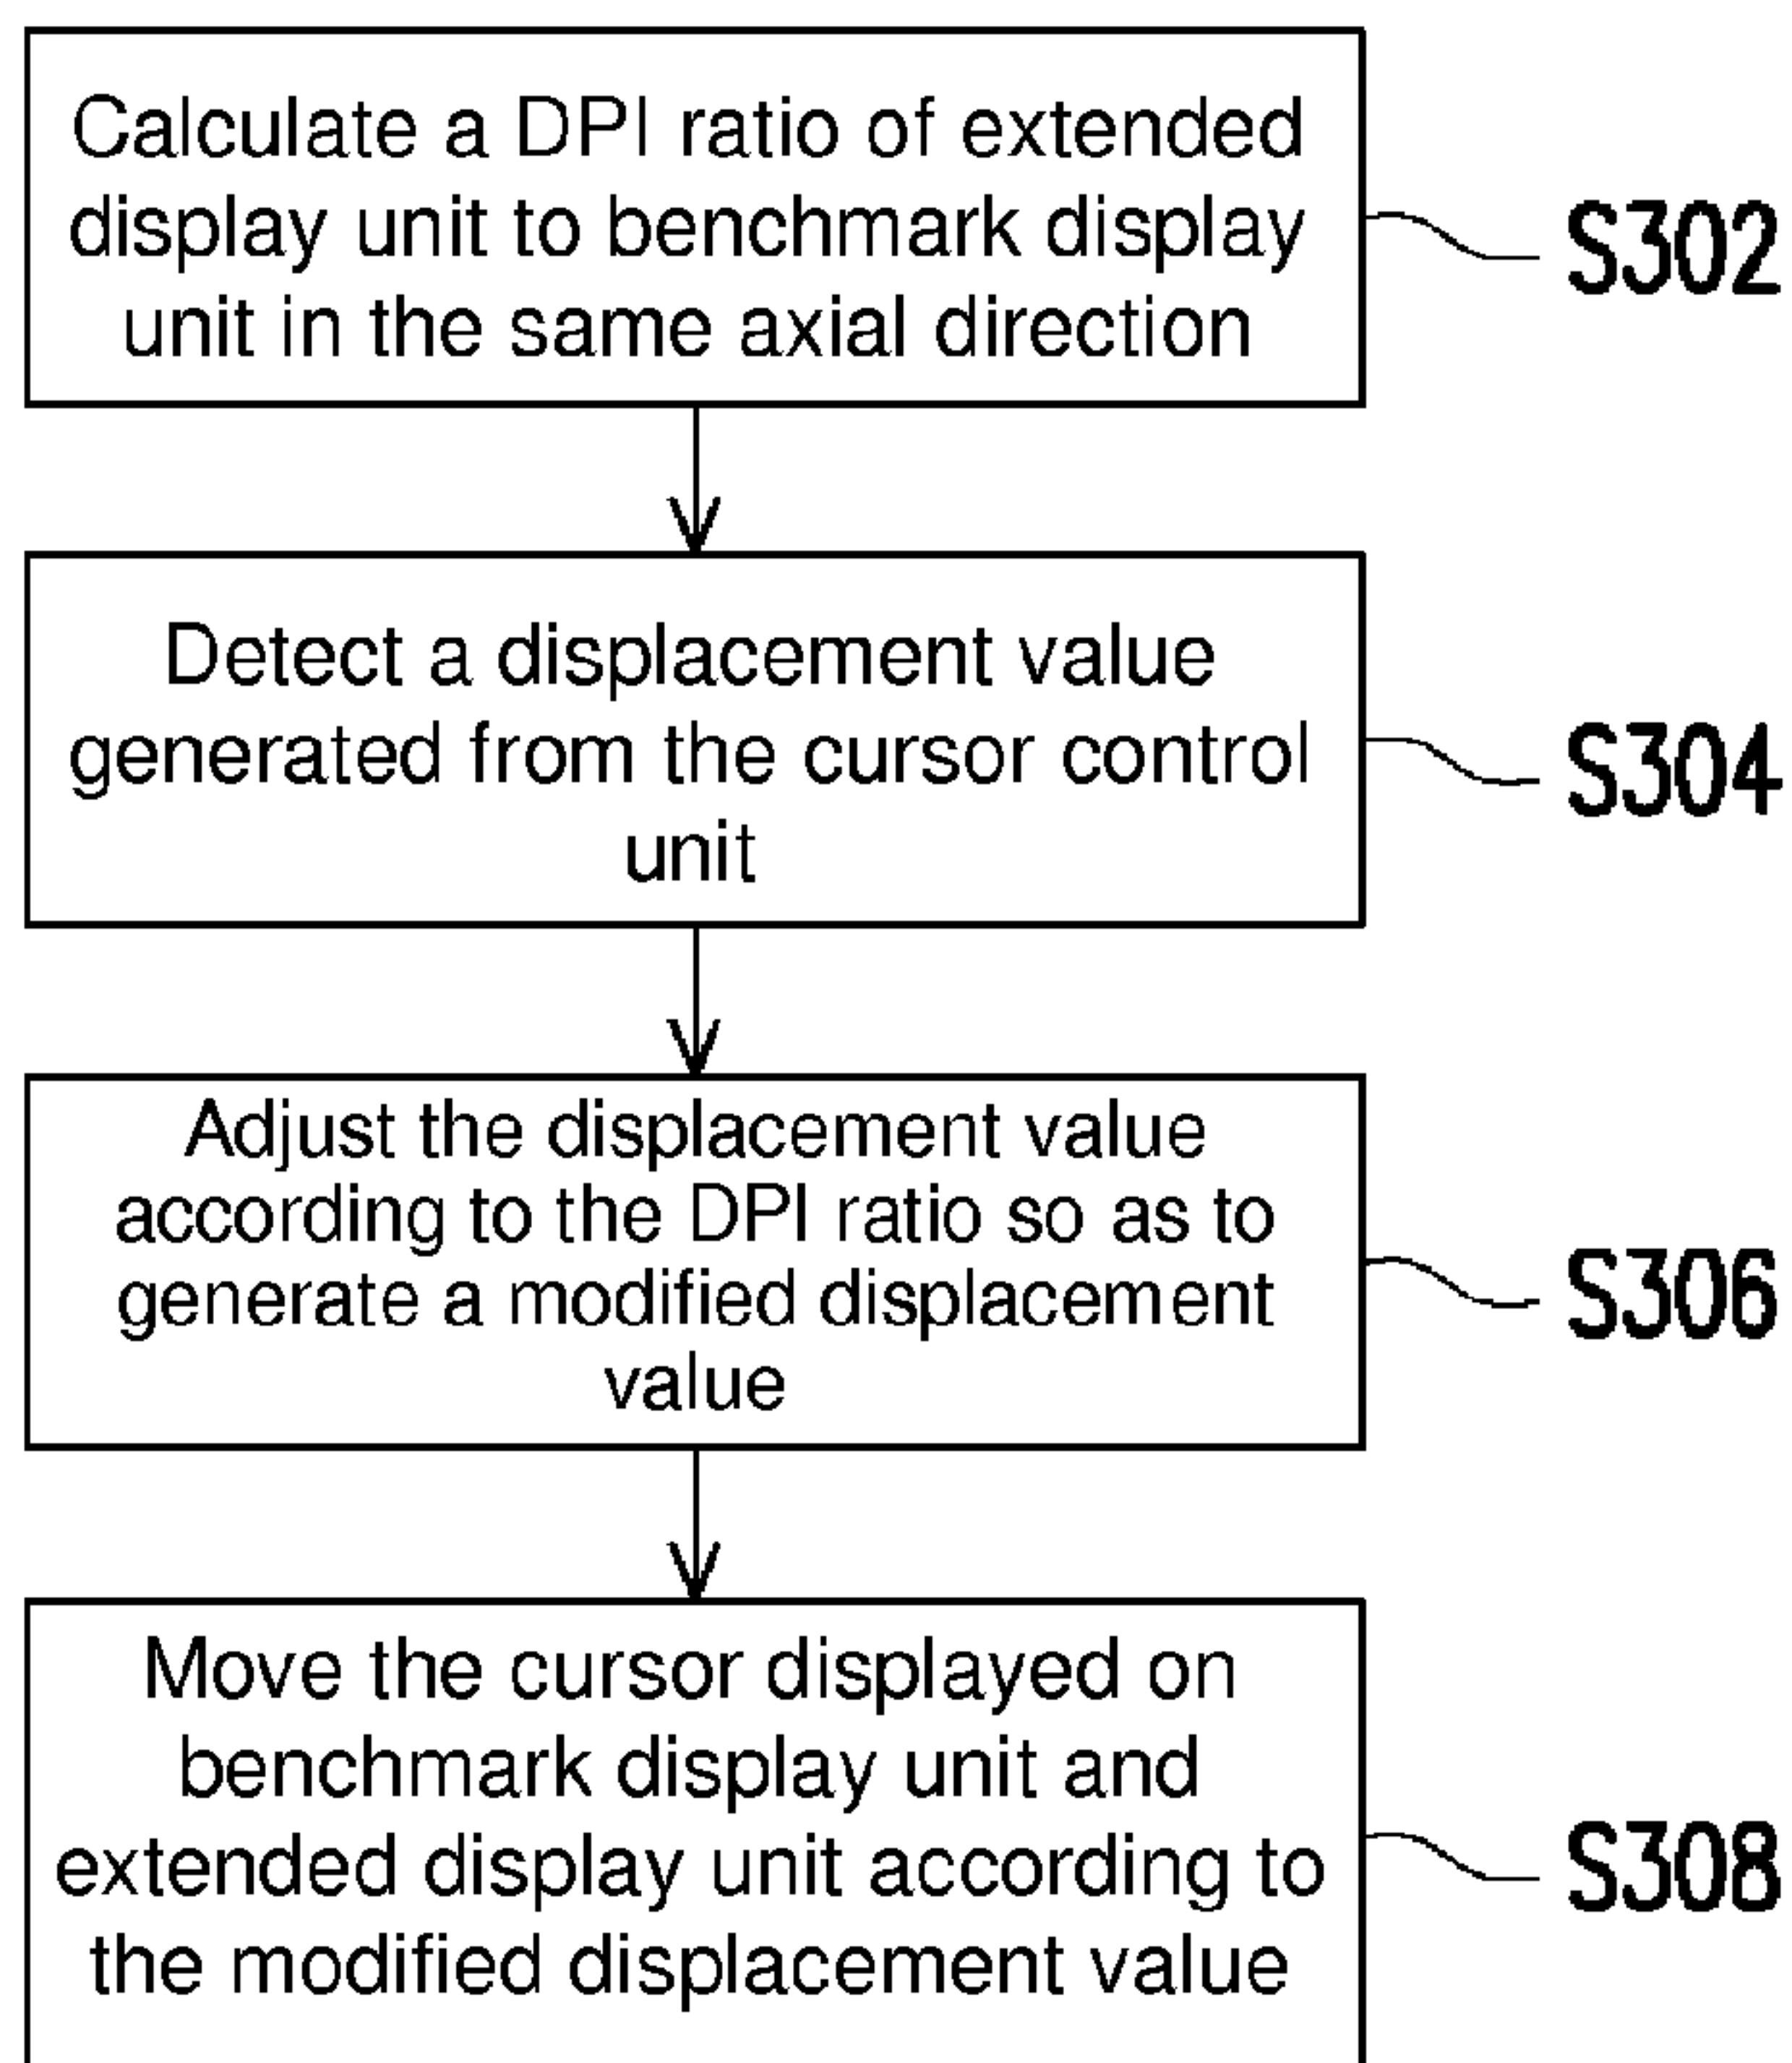 Calculate a DPI ratio of extended
display unit to benchmark display
unit in the same axial direction
S302
Detect a displacement value
generated from the cursor control
unit
S304
Adjust the displacement value
according to the DPI ratio so as to
generate a modified displacement
value
S306
Move the cursor displayed on
benchmark display unit and
extended display unit according to
the modified displacement value
S308